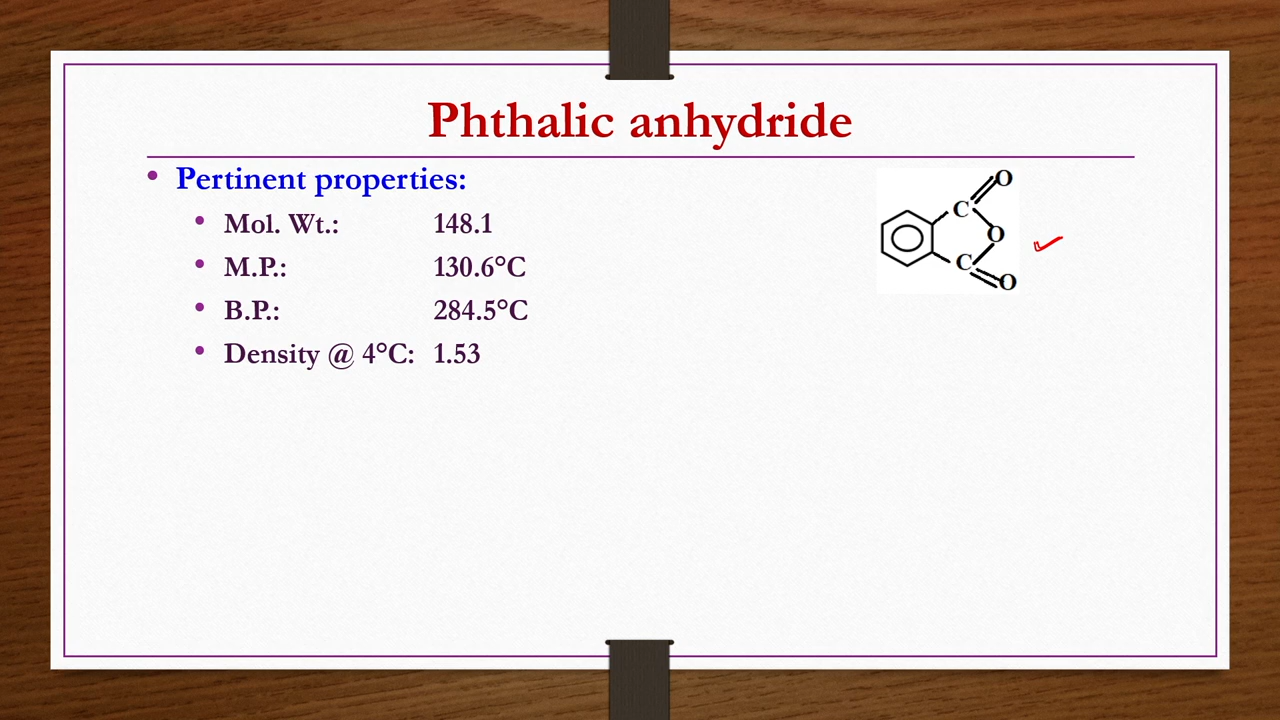 Phthalic anhydride
• Pertinent properties:
• Mol. Wt.: 148.1
• M.P.: 130.6°C
• B.P.: 284.5°C
• Density @ 4°C: 1.53
O
C
O
C
O